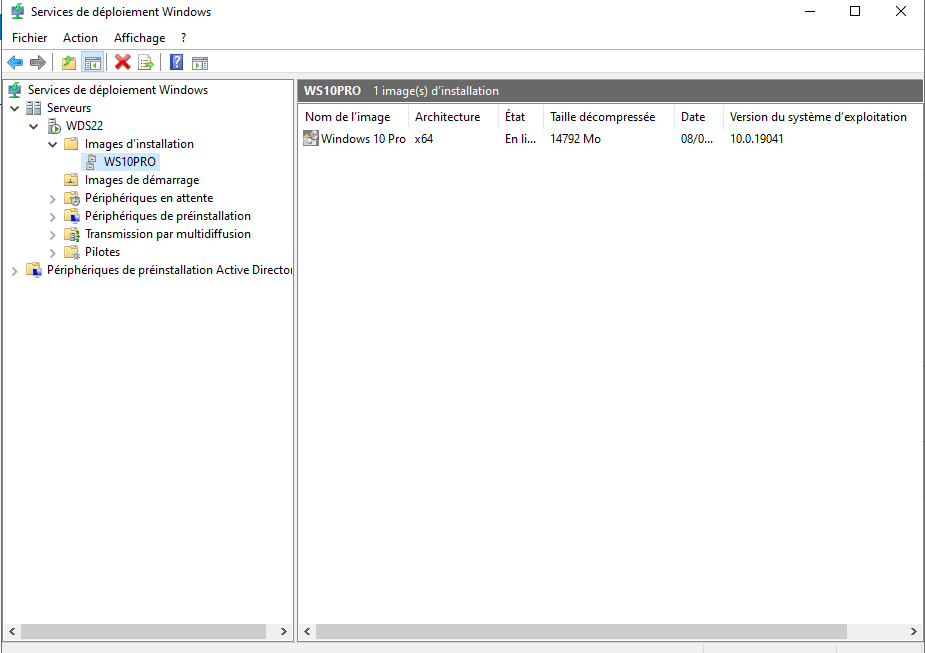 Services de déploiement Windows
Fichier Action Affichage ?
Services de déploiement Windows
Serveurs
WDS22
Images d'installation
WS10PRO
Images de démarrage
Périphériques en attente
Périphériques de préinstallation
Transmission par multidiffusion
Pilotes
Périphériques de préinstallation Active Director
WS10PRO 1 image(s) d'installation
Nom de l'image Architecture État Taille décompressée Date Version du système d'exploitation
Windows 10 Pro x64 En li... 14792 Mo 08/0... 10.0.19041